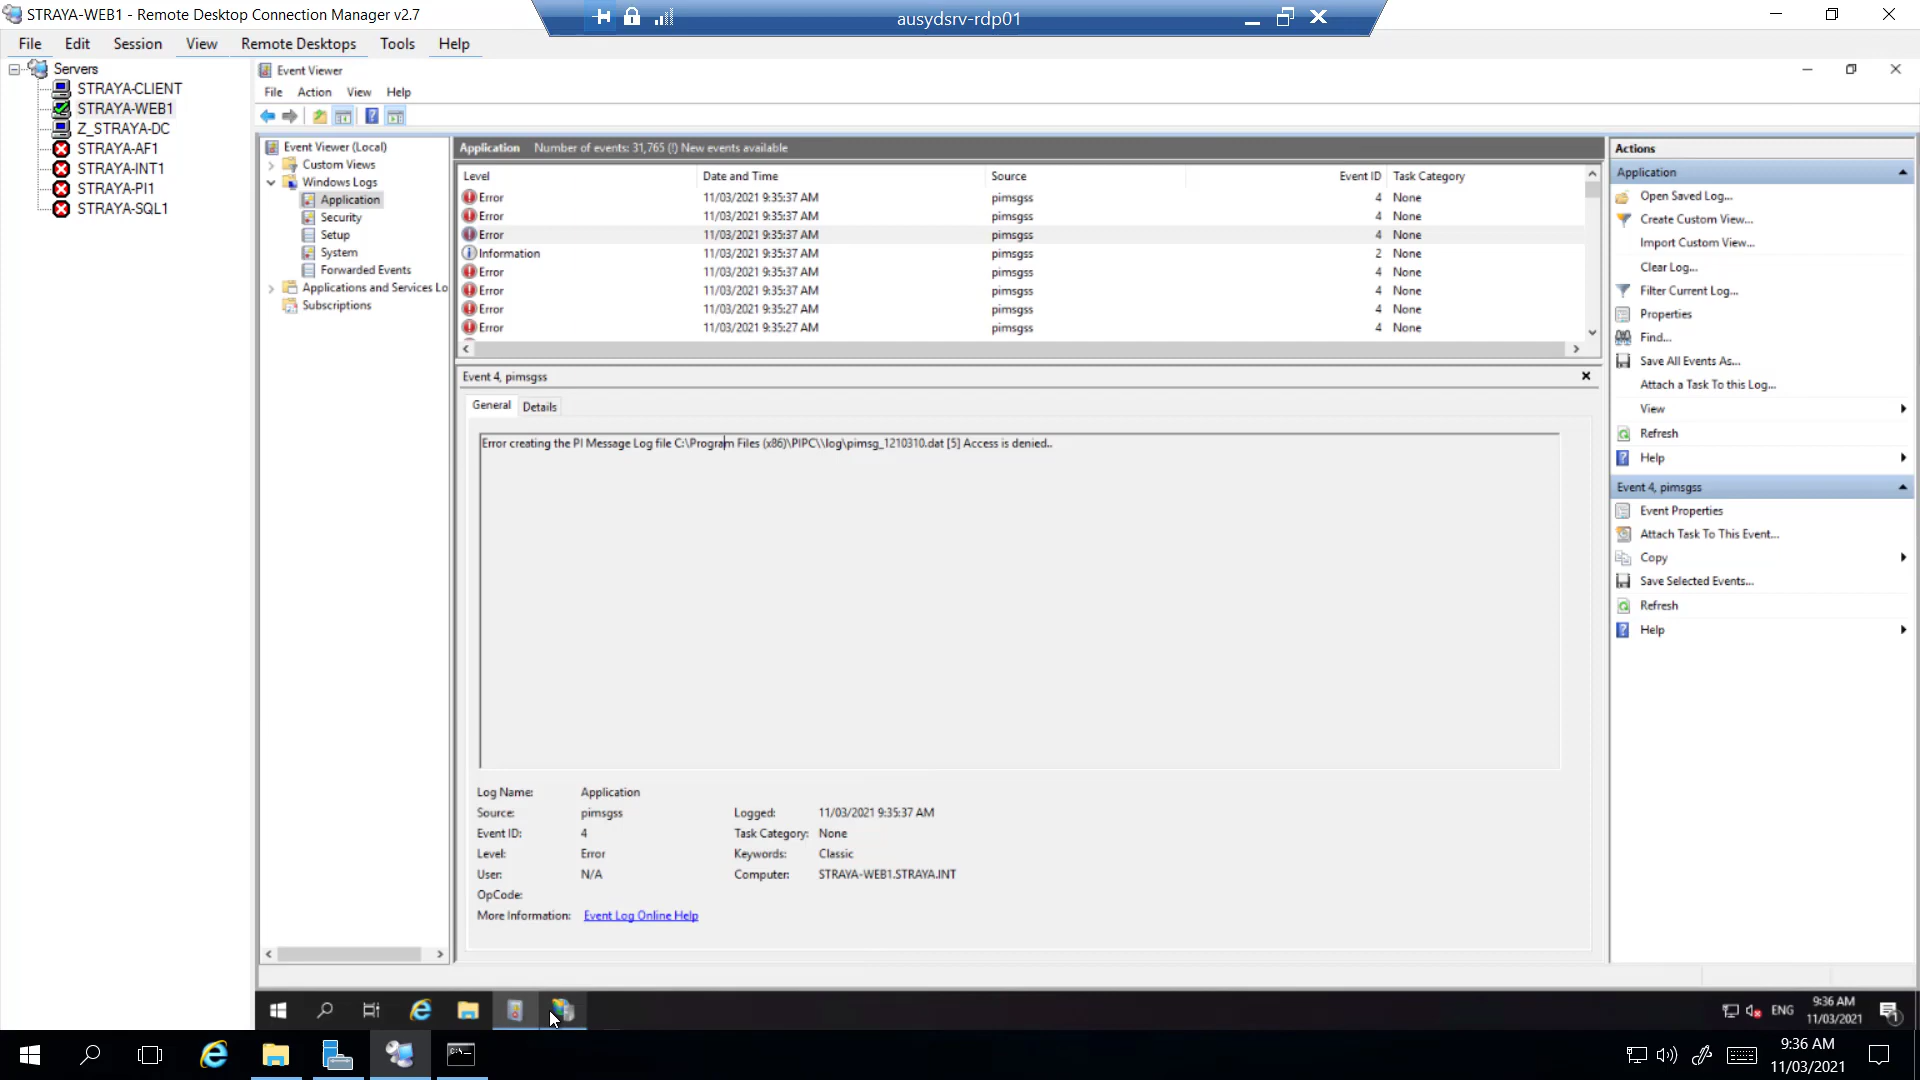 STRAYA-WEB1 - Remote Desktop Connection Manager v2.7
ausydsrv-rdp01
File Edit Session View Remote Desktops Tools Help
Servers
STRAYA-CLIENT
STRAYA-WEB1
Z_STRAYA-DC
STRAYA-AF1
STRAYA-INT1
STRAYA-PI1
STRAYA-SQL1
Event Viewer
File Action View Help
Event Viewer (Local)
Custom Views
Windows Logs
Application
Security
Setup
System
Forwarded Events
Applications and Services Lo
Subscriptions
Application Number of events: 31,765 (!) New events available
Level Date and Time Source Event ID Task Category
Error 11/03/2021 9:35:37 AM pimsgss 4 None
Error 11/03/2021 9:35:37 AM pimsgss 4 None
Error 11/03/2021 9:35:37 AM pimsgss 4 None
Information 11/03/2021 9:35:37 AM pimsgss 2 None
Error 11/03/2021 9:35:37 AM pimsgss 4 None
Error 11/03/2021 9:35:37 AM pimsgss 4 None
Error 11/03/2021 9:35:27 AM pimsgss 4 None
Error 11/03/2021 9:35:27 AM pimsgss 4 None
Event 4, pimsgss
General Details
Error creating the PI Message Log file C:\Program Files (x86)\PIPC\\log\pimsg_1210310.dat [5] Access is denied..
Log Name: Application
Source: pimsgss Logged: 11/03/2021 9:35:37 AM
Event ID: 4 Task Category: None
Level: Error Keywords: Classic
User: N/A Computer: STRAYA-WEB1.STRAYA.INT
OpCode:
More Information: Event Log Online Help
Actions
Application
Open Saved Log...
Create Custom View...
Import Custom View...
Clear Log...
Filter Current Log...
Properties
Find...
Save All Events As...
Attach a Task To this Log...
View
Refresh
Help
Event 4, pimsgss
Event Properties
Attach Task To This Event...
Copy
Save Selected Events...
Refresh
Help
ENG
9:36 AM
11/03/2021
1
9:36 AM
11/03/2021